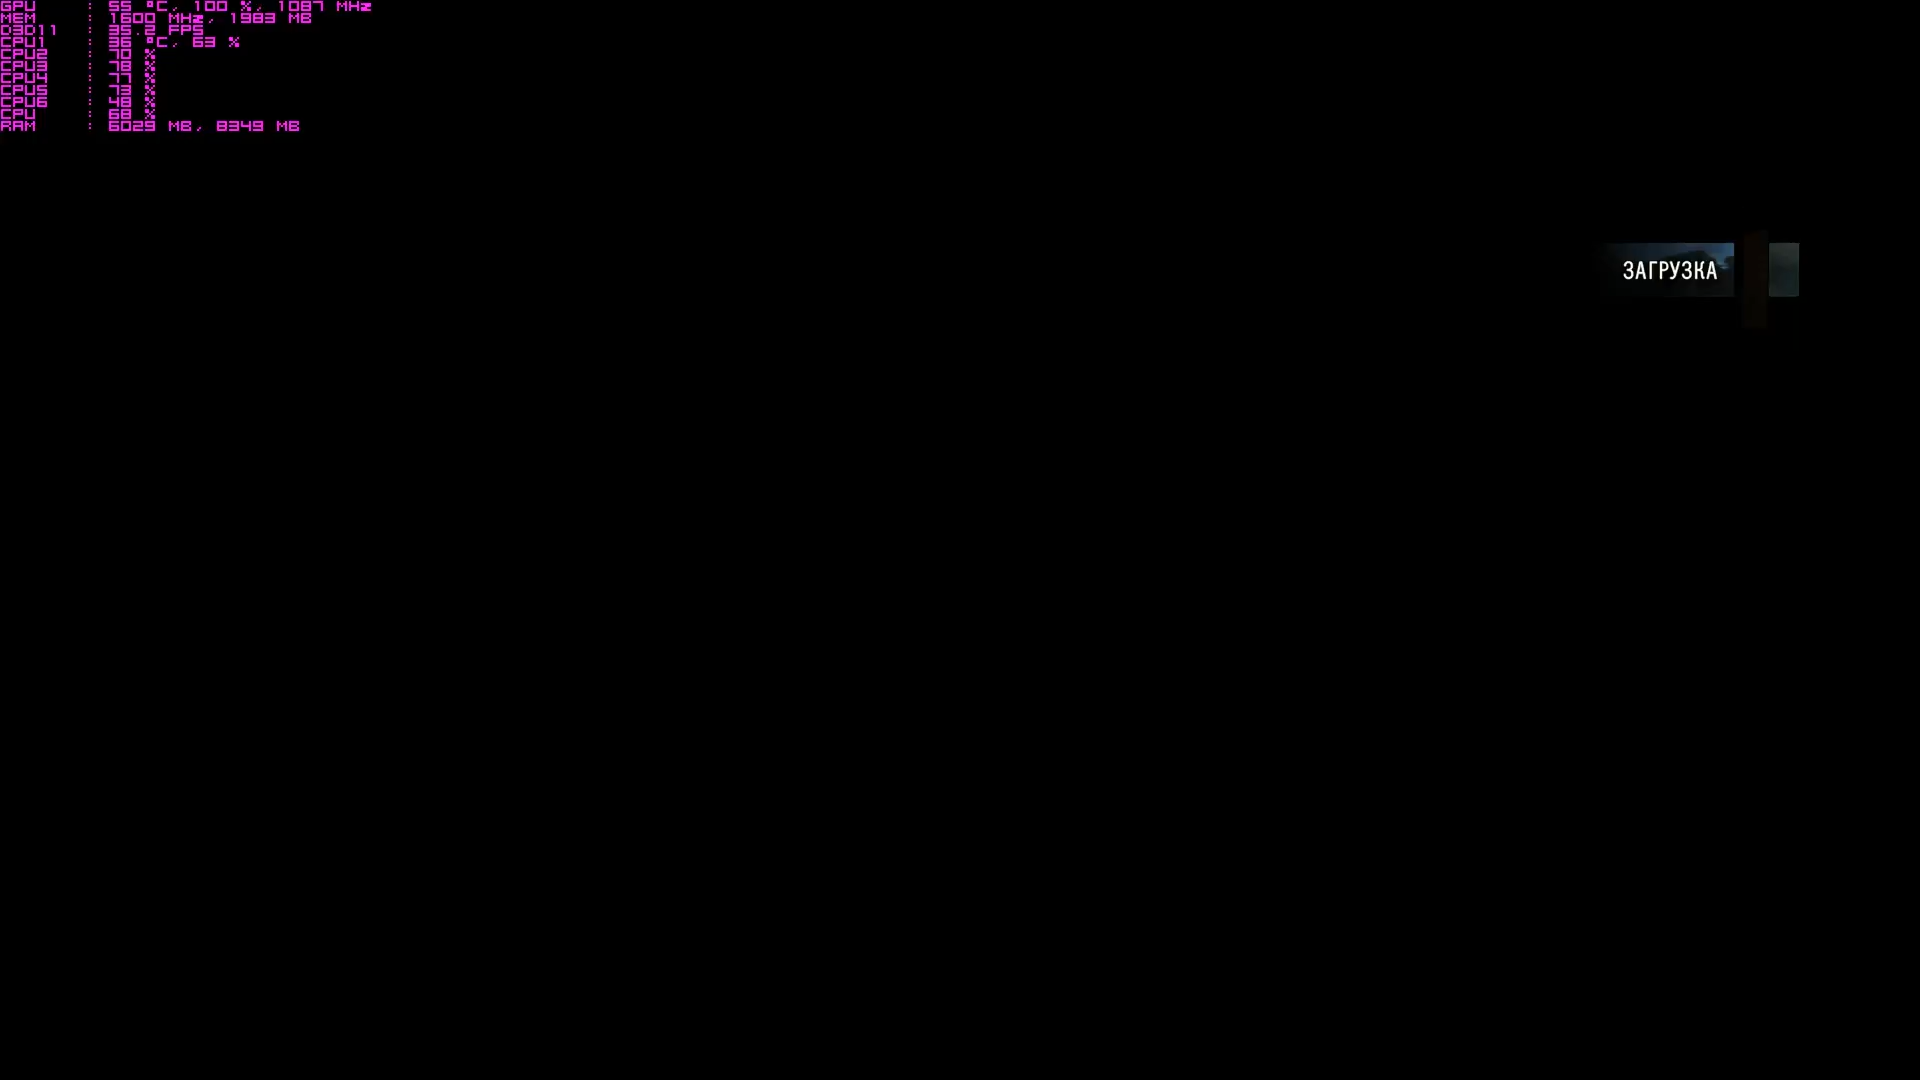 GPU : 55 °C, 100 %, 1087 MHz
MEM : 1600 MHz, 1983 MB
D3D11 : 35.2 FPS
CPU1 : 36 °C, 63 %
CPU2 : 70 %
CPU3 : 78 %
CPU4 : 77 %
CPU5 : 73 %
CPU6 : 48 %
CPU : 68 %
RAM : 6029 MB, 8349 MB
ЗАГРУЗКА